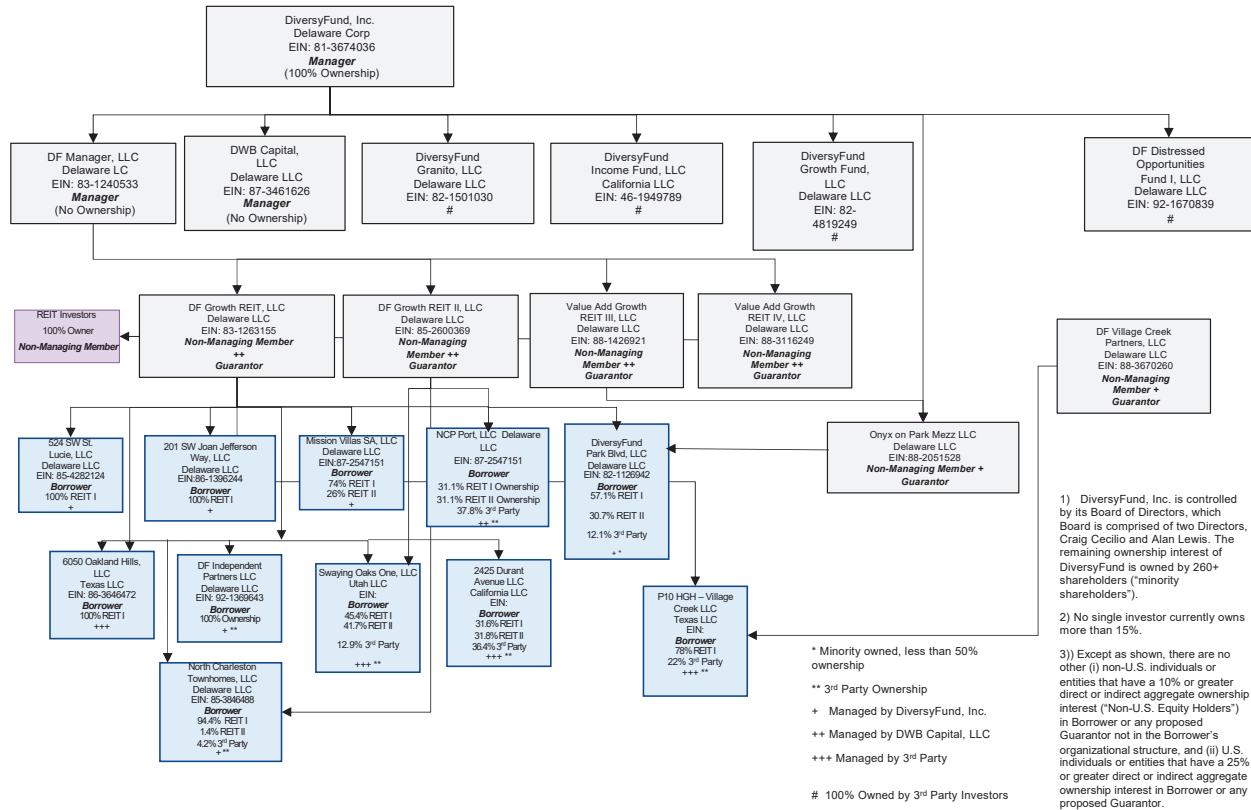 DiversyFund, Inc.
Delaware Corp
EIN: 81-3674036
Manager
(100% Ownership)
DF Manager, LLC
Delaware LC
EIN: 83-1240533
Manager
(No Ownership)
DWB Capital,
LLC
Delaware LLC
EIN: 87-3461626
Manager
(No Ownership)
DiversyFund
Granito, LLC
Delaware LLC
EIN: 82-1501030
#
DiversyFund
Income Fund, LLC
California LLC
EIN: 46-1949789
#
DiversyFund
Growth Fund,
LLC
Delaware LLC
EIN: 82-
4819249
#
DF Distressed
Opportunities
Fund I, LLC
Delaware LLC
EIN: 92-1670839
#
REIT Investors
100% Owner
Non-Managing Member
DF Growth REIT, LLC
Delaware LLC
EIN: 83-1263155
Non-Managing Member
++
Guarantor
DF Growth REIT II, LLC
Delaware LLC
EIN: 85-2600369
Non-Managing
Member ++
Guarantor
Value Add Growth
REIT III, LLC
Delaware LLC
EIN: 88-1426921
Non-Managing
Member ++
Guarantor
Value Add Growth
REIT IV, LLC
Delaware LLC
EIN: 88-3116249
Non-Managing
Member ++
Guarantor
DF Village Creek
Partners, LLC
Delaware LLC
EIN: 88-3670260
Non-Managing
Member +
Guarantor
524 SW St.
Lucie, LLC
Delaware LLC
EIN: 85-4282124
Borrower
100% REIT I
+
201 SW Joan Jefferson
Way, LLC
Delaware LLC
EIN:86-1396244
Borrower
100% REIT I
+
Mission Villas SA, LLC
Delaware LLC
EIN:87-2547151
Borrower
74% REIT I
26% REIT II
+
NCP Port, LLC Delaware
LLC
EIN: 87-2547151
Borrower
31.1% REIT I Ownership
31.1% REIT II Ownership
37.8% 3rd Party
++ **
DiversyFund
Park Blvd, LLC
Delaware LLC
EIN: 82-1126942
Borrower
57.1% REIT I
30.7% REIT II
12.1% 3rd Party
+ *
Onyx on Park Mezz LLC
Delaware LLC
EIN:88-2051528
Non-Managing Member +
Guarantor
6050 Oakland Hills,
LLC
Texas LLC
EIN: 86-3646472
Borrower
100% REIT I
+++
DF Independent
Partners LLC
Delaware LLC
EIN: 92-1369643
Borrower
100% Ownership
+ **
Swaying Oaks One, LLC
Utah LLC
EIN:
Borrower
45.4% REIT I
41.7% REIT II
12.9% 3rd Party
+++ **
2425 Durant
Avenue LLC
California LLC
EIN:
Borrower
31.6% REIT I
31.8% REIT II
36.4% 3rd Party
+++ **
P10 HGH – Village
Creek LLC
Texas LLC
EIN:
Borrower
78% REIT I
22% 3rd Party
+++ **
North Charleston
Townhomes, LLC
Delaware LLC
EIN: 85-3846488
Borrower
94.4% REIT I
1.4% REIT II
4.2% 3rd Party
+ **
* Minority owned, less than 50%
ownership
** 3rd Party Ownership
+ Managed by DiversyFund, Inc.
++ Managed by DWB Capital, LLC
+++ Managed by 3rd Party
# 100% Owned by 3rd Party Investors
1) DiversyFund, Inc. is controlled
by its Board of Directors, which
Board is comprised of two Directors,
Craig Cecilio and Alan Lewis. The
remaining ownership interest of
DiversyFund is owned by 260+
shareholders (“minority
shareholders”).
2) No single investor currently owns
more than 15%.
3)) Except as shown, there are no
other (i) non-U.S. individuals or
entities that have a 10% or greater
direct or indirect aggregate ownership
interest (“Non-U.S. Equity Holders”)
in Borrower or any proposed
Guarantor not in the Borrower’s
organizational structure, and (ii) U.S.
individuals or entities that have a 25%
or greater direct or indirect aggregate
ownership interest in Borrower or any
proposed Guarantor.